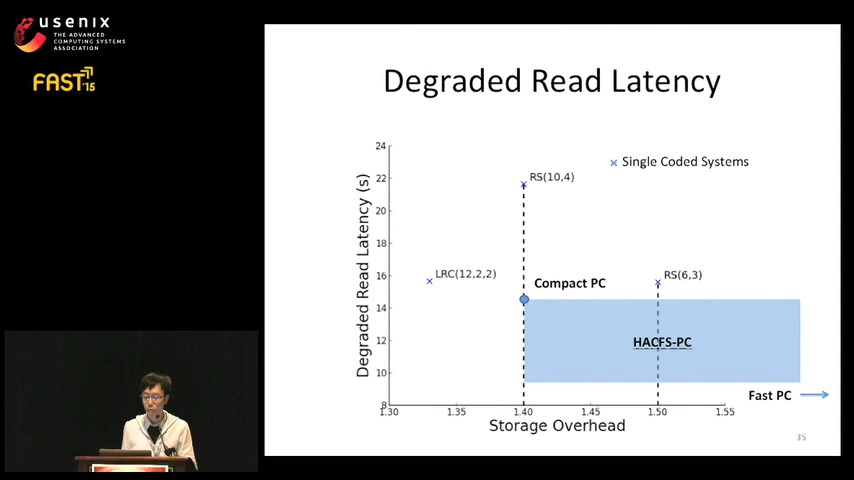 usenix
THE ADVANCED
COMPUTING SYSTEMS
ASSOCIATION
FAST '15
Degraded Read Latency
24
22
20
18
16
14
12
10
8
Degraded Read Latency (s)
Single Coded Systems
RS(10,4)
LRC(12,2,2)
RS(6,3)
Compact PC
HACFS-PC
Fast PC
1.30
1.35
1.40
1.45
1.50
1.55
Storage Overhead
35